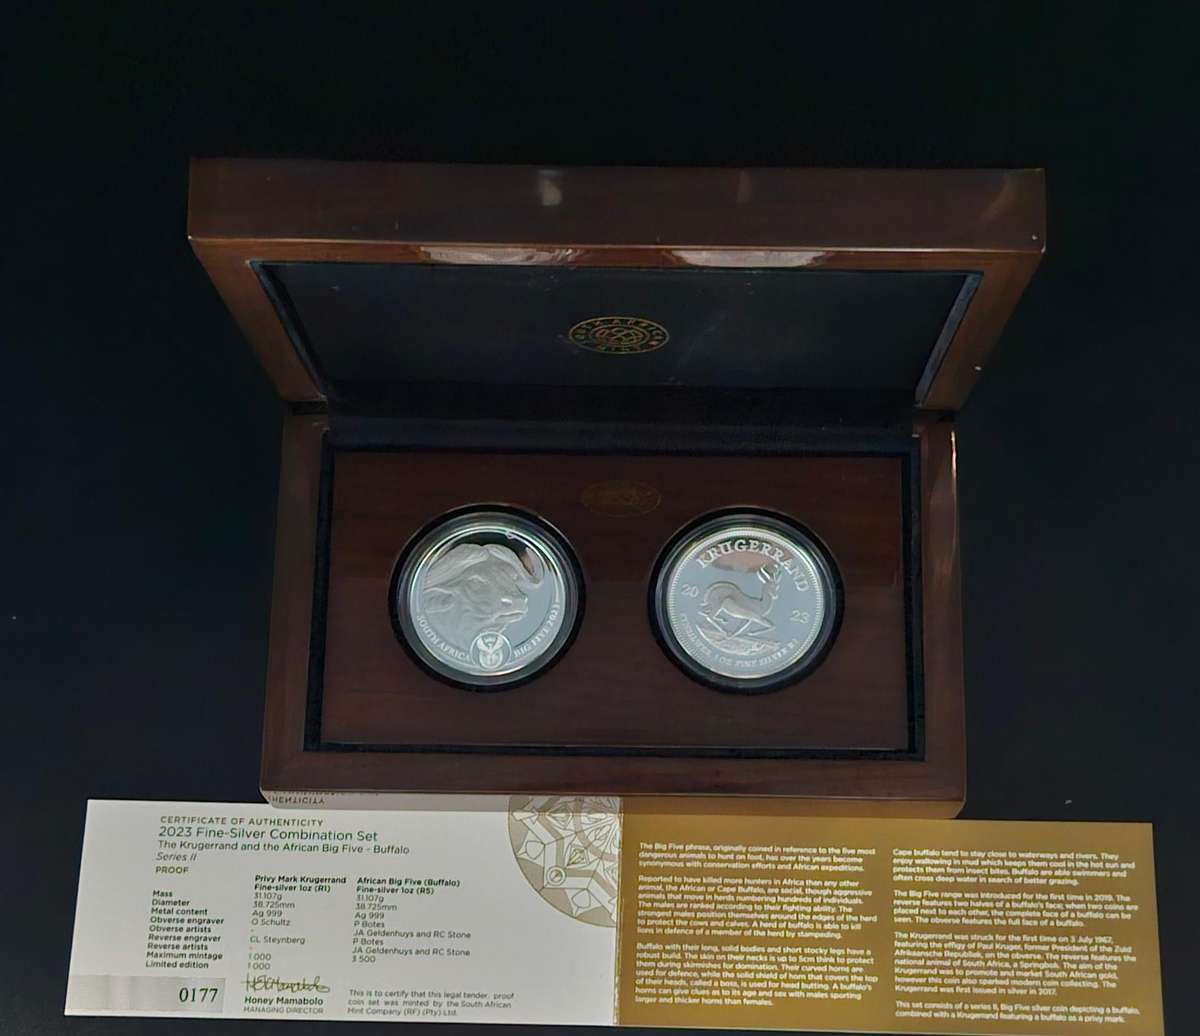 SOUTH AFRICAN
MINT
SOUTH AFRICA
BIG FIVE 2023
KRUGERRAND
20
23
FYNSILWER 1 OZ FINE SILVER R1
CERTIFICATE OF AUTHENTICITY
2023 Fine-Silver Combination Set
The Krugerrand and the African Big Five - Buffalo
Series II
PROOF
Privy Mark Krugerrand African Big Five (Buffalo)
Fine-silver 1oz (R1) Fine-silver 1oz (R5)
Mass 31.107g 31.107g
Diameter 38.725mm 38.725mm
Metal content Ag 999 Ag 999
Obverse engraver O Schultz P Botes
Obverse artists - JA Geldenhuys and RC Stone
Reverse engraver CL Steynberg P Botes
Reverse artists - JA Geldenhuys and RC Stone
Maximum mintage 1 000 3 500
Limited edition 1 000
0177
Honey Mamabolo
MANAGING DIRECTOR
This is to certify that this legal tender, proof
coin set was minted by the South African
Mint Company (RF) (Pty) Ltd.
The Big Five phrase, originally coined in reference to the five most
dangerous animals to hunt on foot, has over the years become
synonymous with conservation efforts and African expeditions.
Reported to have killed more hunters in Africa than any other
animal, the African or Cape Buffalo, are social, though aggressive
animals that move in herds numbering hundreds of individuals.
The males are ranked according to their fighting ability. The
strongest males position themselves around the edges of the herd
to protect the cows and calves. A herd of buffalo is able to kill
lions in defence of a member of the herd by stampeding.
Buffalo with their long, solid bodies and short stocky legs have a
robust build. The skin on their necks is up to 5cm think to protect
them during skirmishes for domination. Their curved horns are
used for defence, while the solid shield of horn that covers the top
of their heads, called a boss, is used for head butting. A buffalo's
horns can give clues as to its age and sex with males sporting
larger and thicker horns than females.
Cape buffalo tend to stay close to waterways and rivers. They
enjoy wallowing in mud which keeps them cool in the hot sun and
protects them from insect bites. Buffalo are able swimmers and
often cross deep water in search of better grazing.
The Big Five range was introduced for the first time in 2019. The
reverse features two halves of a buffalo's face; when two coins are
placed next to each other, the complete face of a buffalo can be
seen. The obverse features the full face of a buffalo.
The Krugerrand was struck for the first time on 3 July 1967,
featuring the effigy of Paul Kruger, former President of the Zuid
Afrikaansche Republiek, on the obverse. The reverse features the
national animal of South Africa, a Springbok. The aim of the
Krugerrand was to promote and market South African gold,
however this coin also sparked modern coin collecting. The
Krugerrand was first issued in silver in 2017.
This set consists of a series II, Big Five silver coin depicting a buffalo,
combined with a Krugerrand featuring a buffalo as a privy mark.